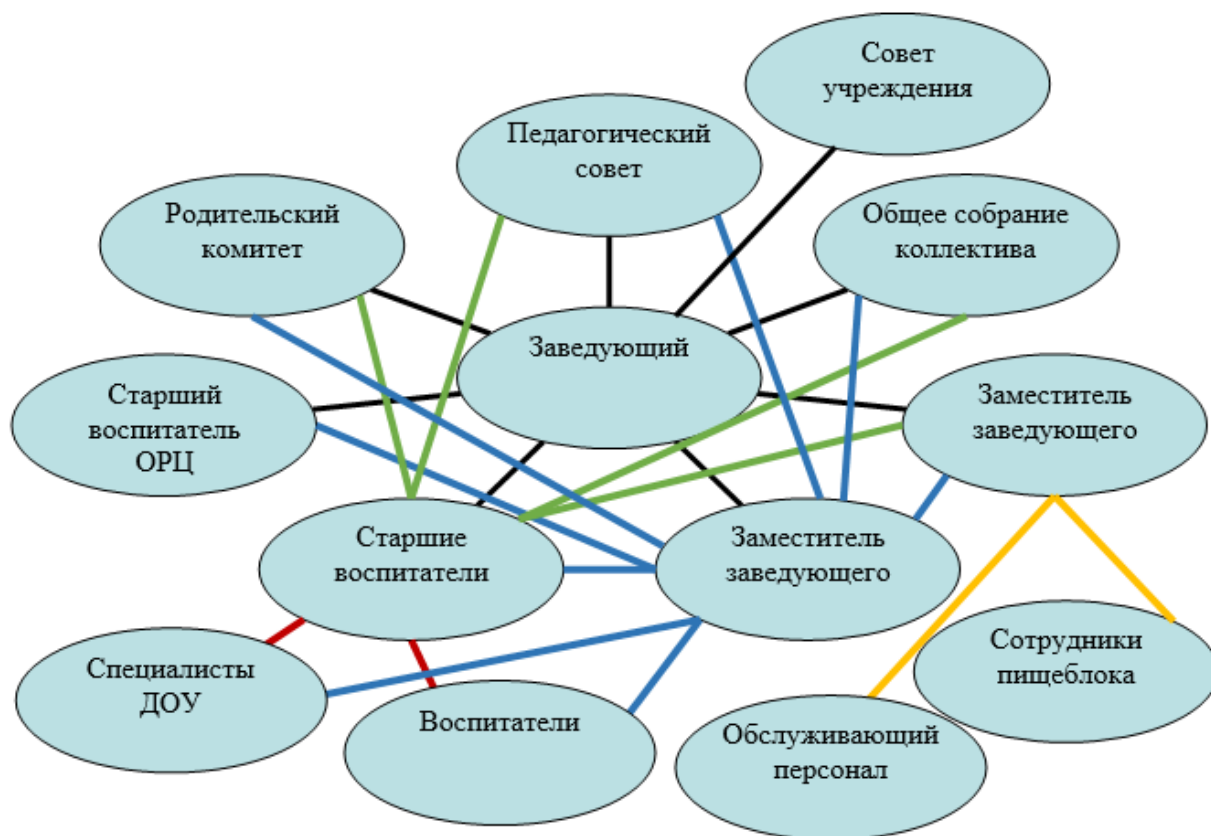 Совет
учреждения
Педагогический
совет
Родительский
комитет
Общее собрание
коллектива
Заведующий
Старший
воспитатель
ОРЦ
Заместитель
заведующего
Старшие
воспитатели
Заместитель
заведующего
Специалисты
ДОУ
Воспитатели
Сотрудники
пищеблока
Обслуживающий
персонал